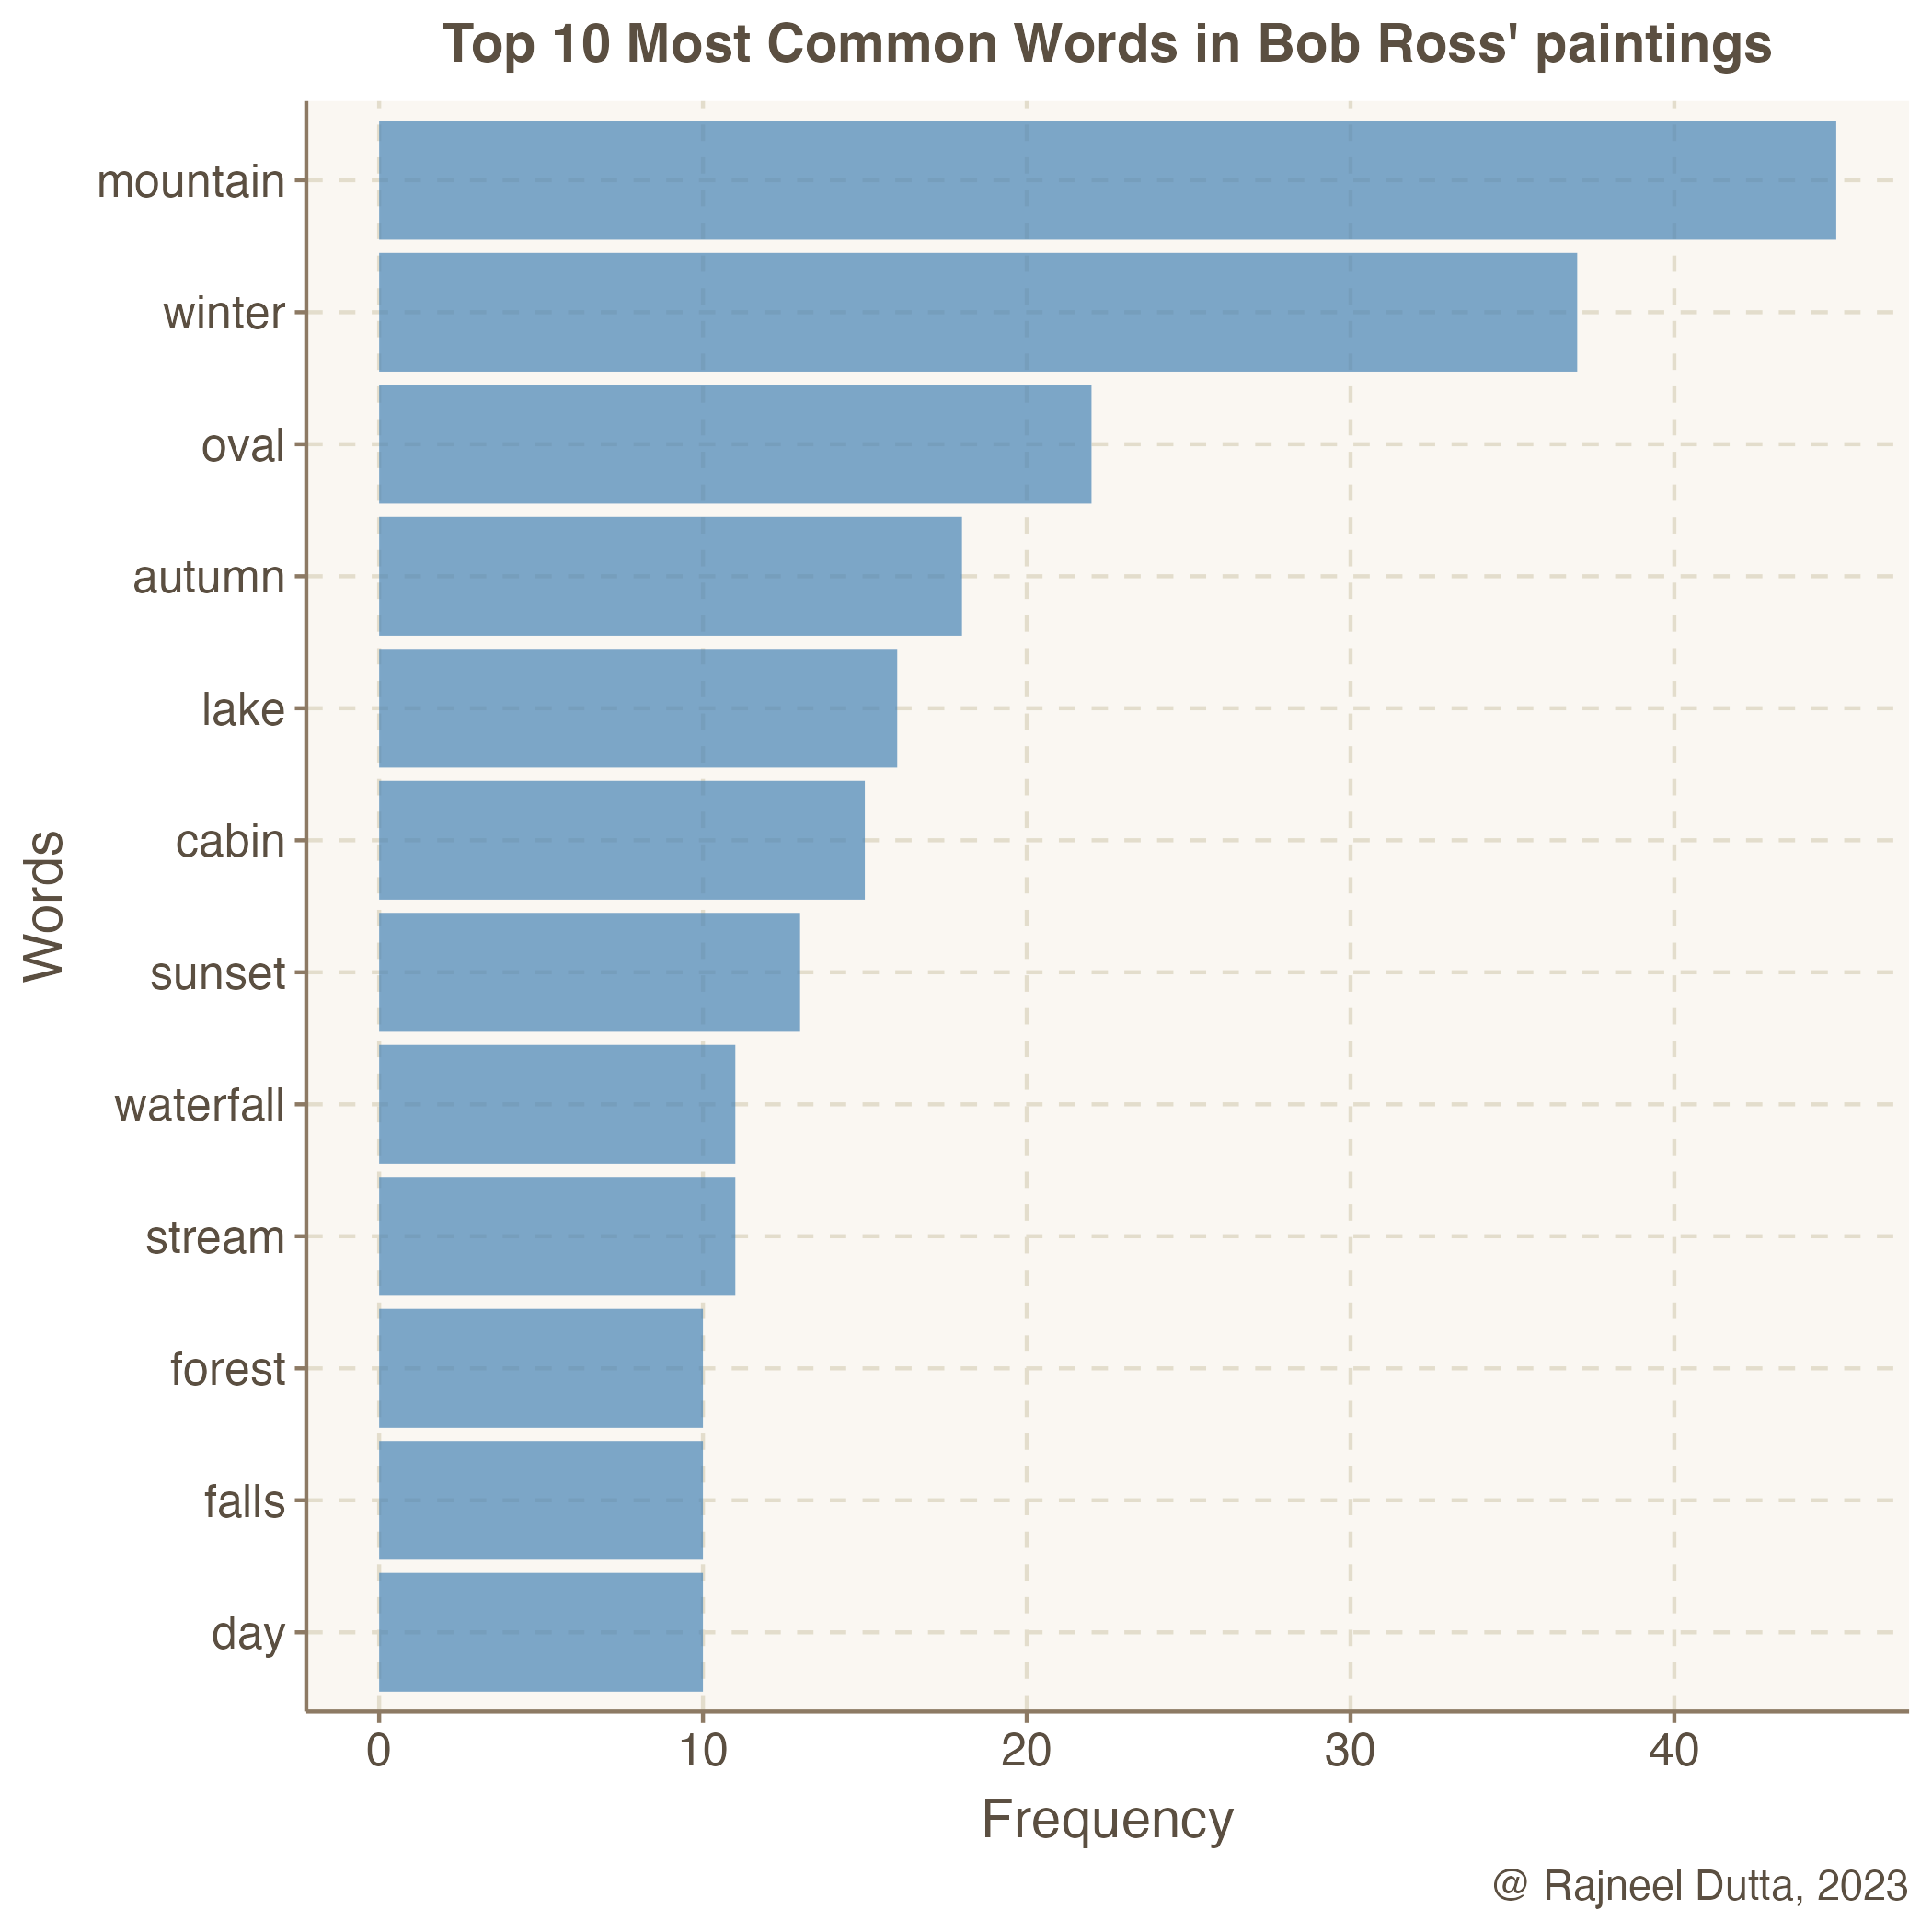 Top 10 Most Common Words in Bob Ross' paintings
mountain
winter
oval
autumn
lake
cabin
sunset
waterfall
stream
forest
falls
day
Words
0 10 20 30 40
Frequency
@ Rajneel Dutta, 2023